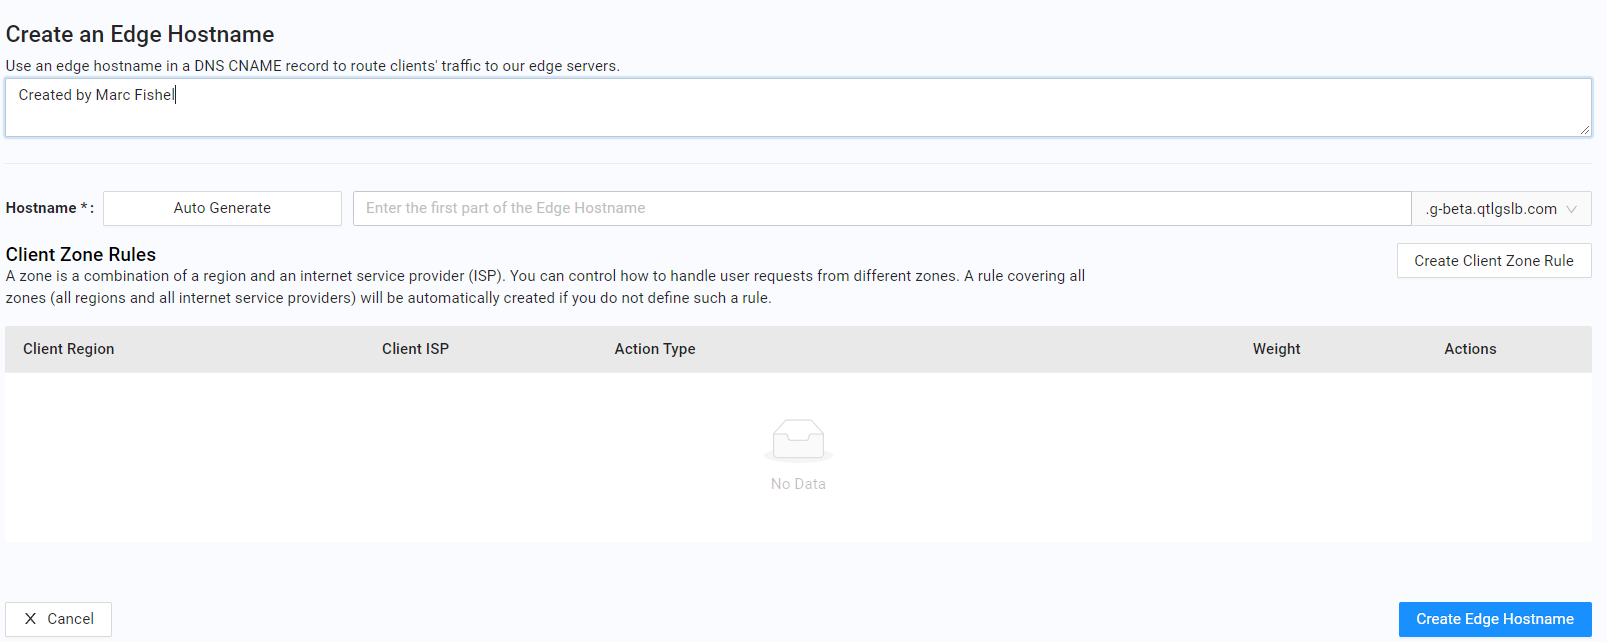 Create an Edge Hostname
Use an edge hostname in a DNS CNAME record to route clients' traffic to our edge servers.
Created by Marc Fishel
Hostname * :
Auto Generate
Enter the first part of the Edge Hostname
.g-beta.qtlgslb.com
Client Zone Rules
Create Client Zone Rule
A zone is a combination of a region and an internet service provider (ISP). You can control how to handle user requests from different zones. A rule covering all
zones (all regions and all internet service providers) will be automatically created if you do not define such a rule.
Client Region
Client ISP
Action Type
Weight
Actions
No Data
X Cancel
Create Edge Hostname